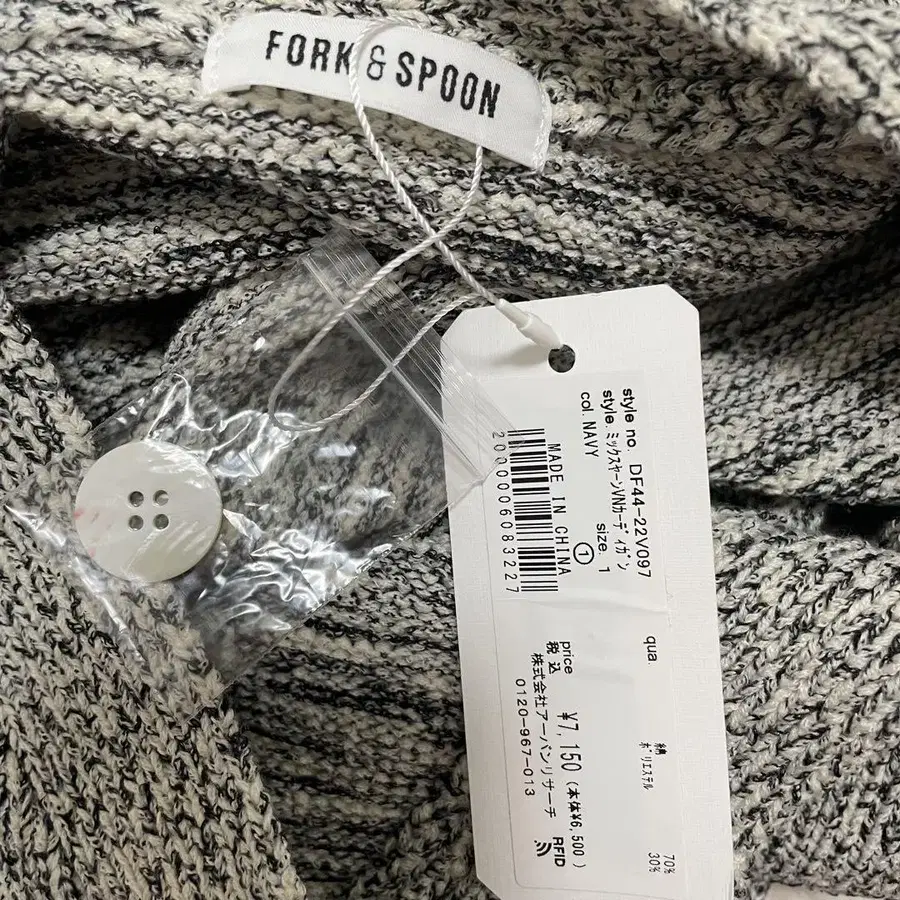 FORK & SPOON
style no. DF44-22V097
style. ミックスヤーンVNカーディガン
col. NAVY size. 1
①
MADE IN CHINA
2000000608327
qua. 綿 70%
ポリエステル 30%
price
税込 ¥7,150 (本体¥6,500)
株式会社アーバンリサーチ
0120-967-013
RFID